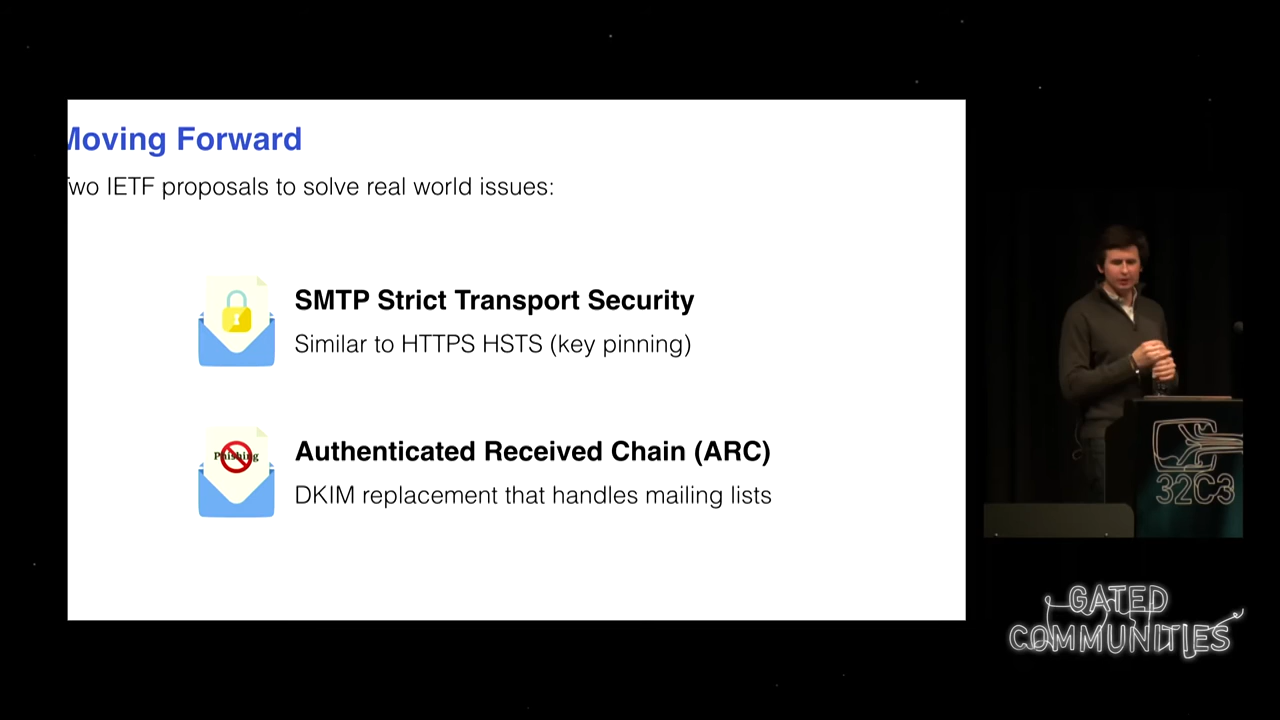 Moving Forward
Two IETF proposals to solve real world issues:
SMTP Strict Transport Security
Similar to HTTPS HSTS (key pinning)
Phishing
Authenticated Received Chain (ARC)
DKIM replacement that handles mailing lists
32C3
GATED
COMMUNITIES